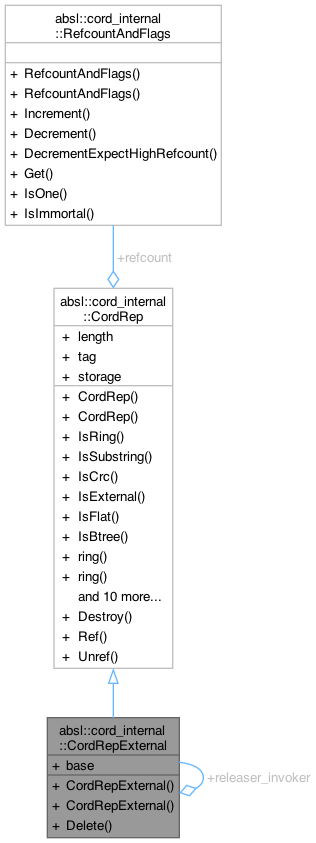 absl::cord_internal
::RefcountAndFlags
+ RefcountAndFlags()
+ RefcountAndFlags()
+ Increment()
+ Decrement()
+ DecrementExpectHighRefcount()
+ Get()
+ IsOne()
+ IsImmortal()
+refcount
absl::cord_internal
::CordRep
+ length
+ tag
+ storage
+ CordRep()
+ CordRep()
+ IsRing()
+ IsSubstring()
+ IsCrc()
+ IsExternal()
+ IsFlat()
+ IsBtree()
+ ring()
+ ring()
and 10 more...
+ Destroy()
+ Ref()
+ Unref()
absl::cord_internal
::CordRepExternal
+ base
+releaser_invoker
+ CordRepExternal()
+ CordRepExternal()
+ Delete()